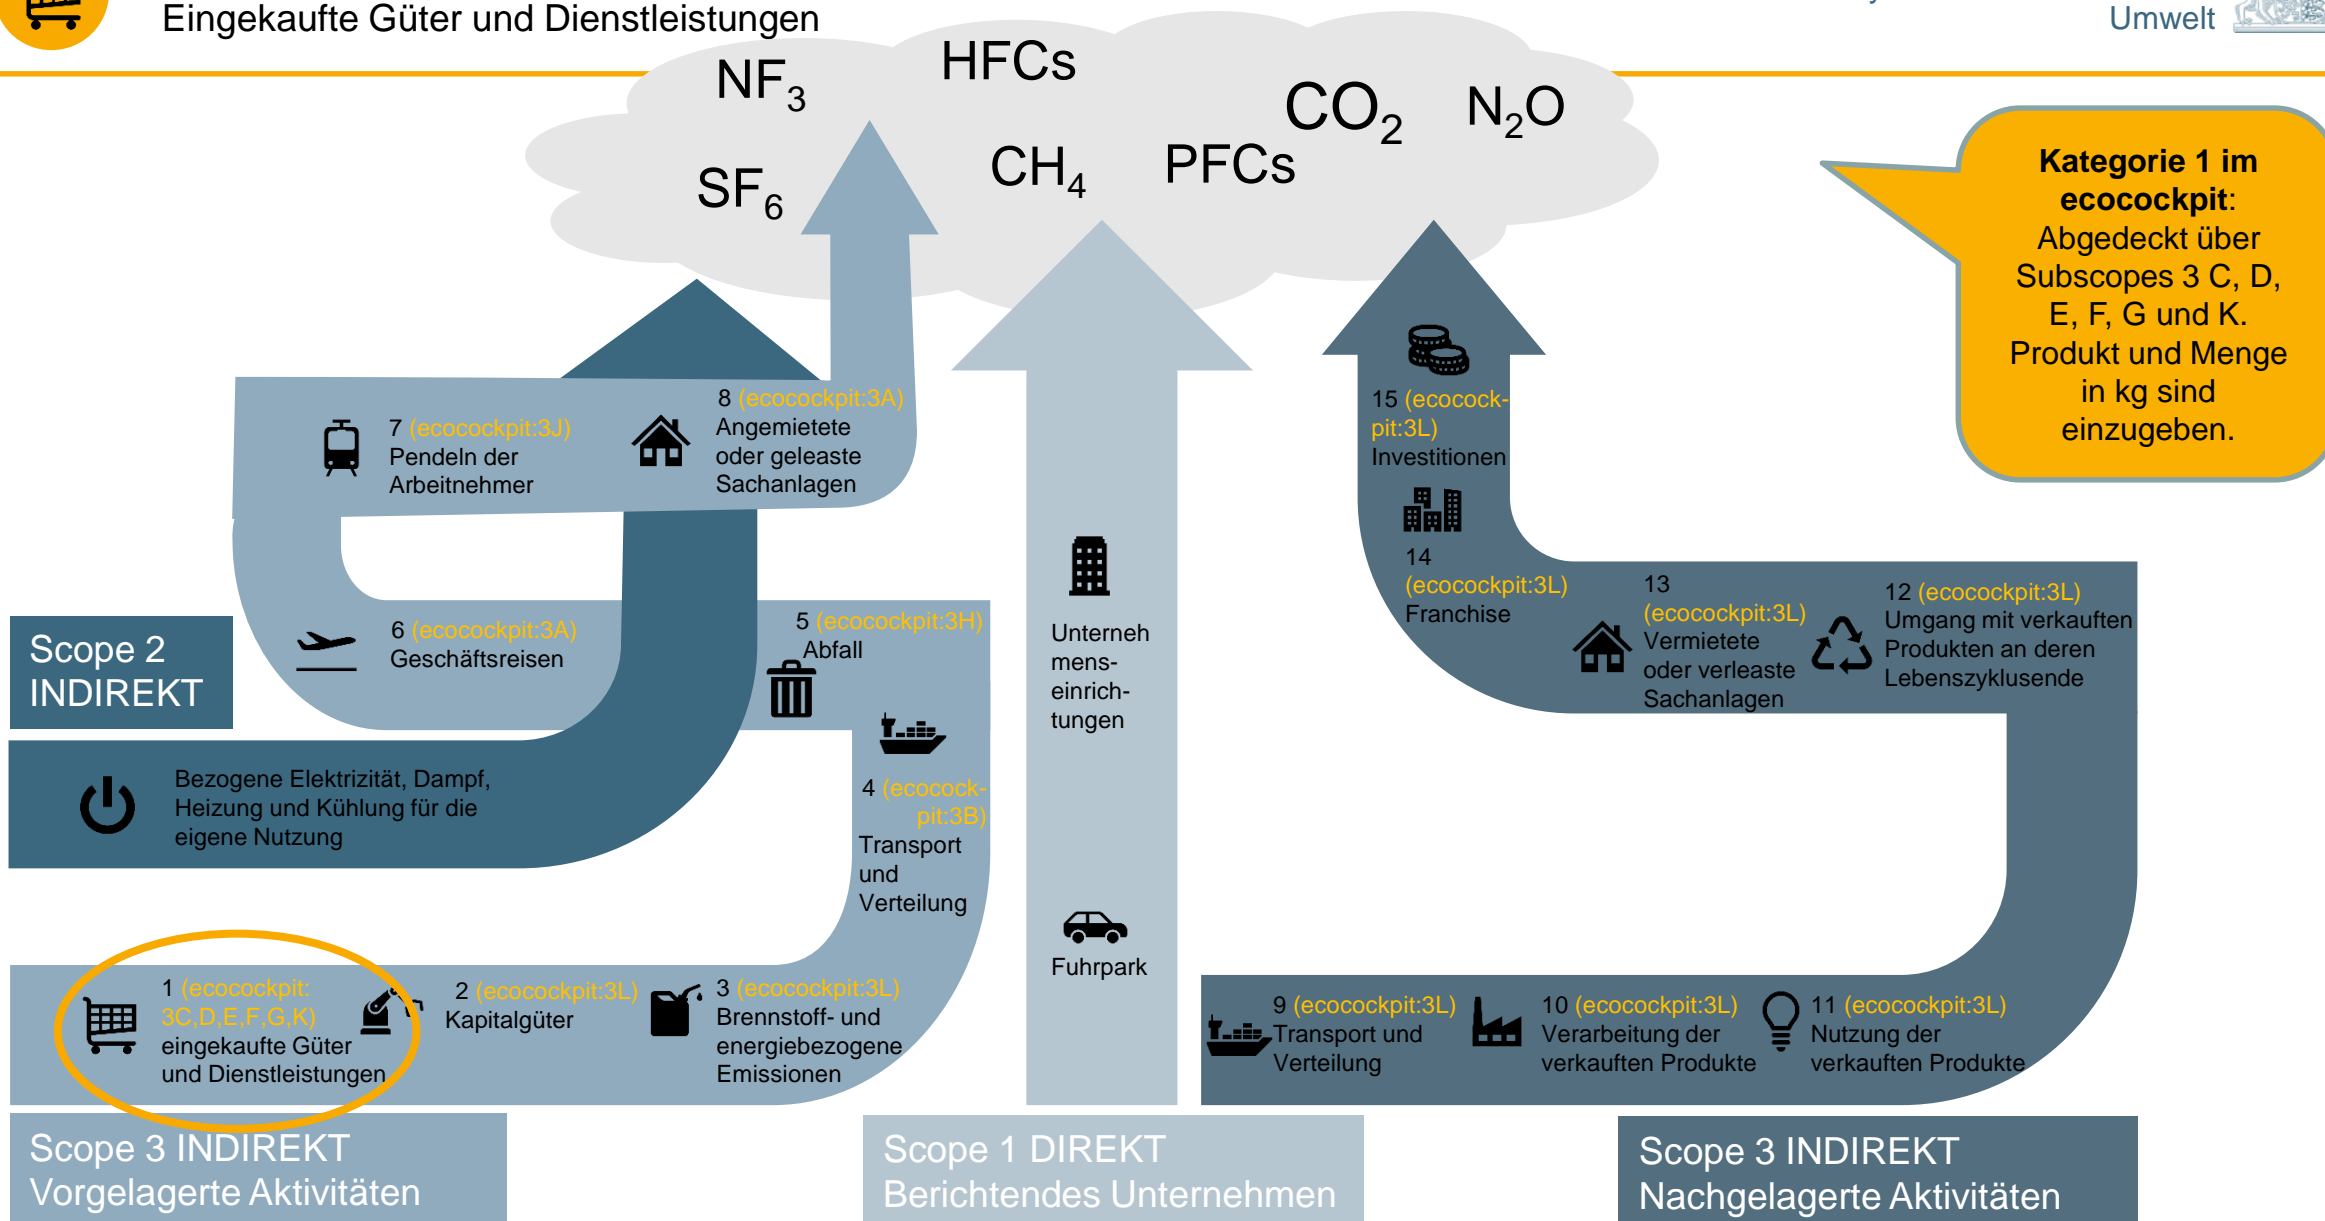 Eingekaufte Güter und Dienstleistungen
Umwelt
NF3
HFCs
CO2
N2O
SF6
CH4
PFCs
Kategorie 1 im
ecocockpit:
Abgedeckt über
Subscopes 3 C, D,
E, F, G und K.
Produkt und Menge
in kg sind
einzugeben.
7 (ecocockpit:3J)
Pendeln der
Arbeitnehmer
8 (ecocockpit:3A)
Angemietete
oder geleaste
Sachanlagen
15 (ecocock-
pit:3L)
Investitionen
14
(ecocockpit:3L)
Franchise
13
(ecocockpit:3L)
Vermietete
oder verleaste
Sachanlagen
12 (ecocockpit:3L)
Umgang mit verkauften
Produkten an deren
Lebenszyklusende
Scope 2
INDIREKT
6 (ecocockpit:3A)
Geschäftsreisen
5 (ecocockpit:3H)
Abfall
Unterneh
mens-
einrich-
tungen
Bezogene Elektrizität, Dampf,
Heizung und Kühlung für die
eigene Nutzung
4 (ecocock-
pit:3B)
Transport
und
Verteilung
Fuhrpark
1 (ecocockpit:
3C,D,E,F,G,K)
eingekaufte Güter
und Dienstleistungen
2 (ecocockpit:3L)
Kapitalgüter
3 (ecocockpit:3L)
Brennstoff- und
energiebezogene
Emissionen
9 (ecocockpit:3L)
Transport und
Verteilung
10 (ecocockpit:3L)
Verarbeitung der
verkauften Produkte
11 (ecocockpit:3L)
Nutzung der
verkauften Produkte
Scope 3 INDIREKT
Vorgelagerte Aktivitäten
Scope 1 DIREKT
Berichtendes Unternehmen
Scope 3 INDIREKT
Nachgelagerte Aktivitäten